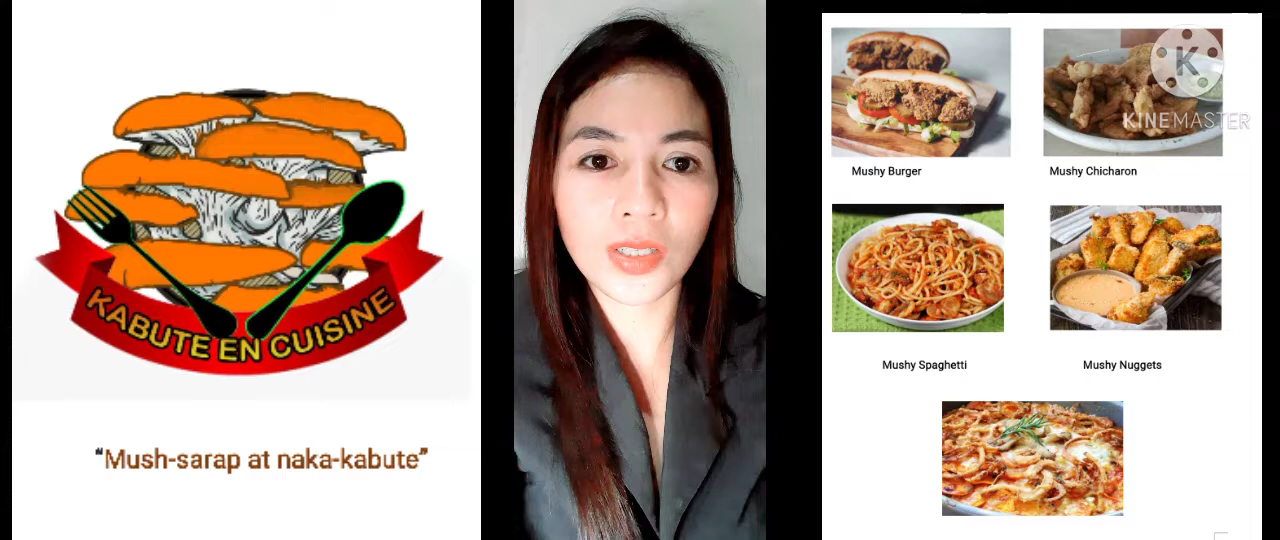 KABUTE EN CUISINE
“Mush-sarap at naka-kabute”
K
KINEMASTER
Mushy Burger
Mushy Chicharon
Mushy Spaghetti
Mushy Nuggets